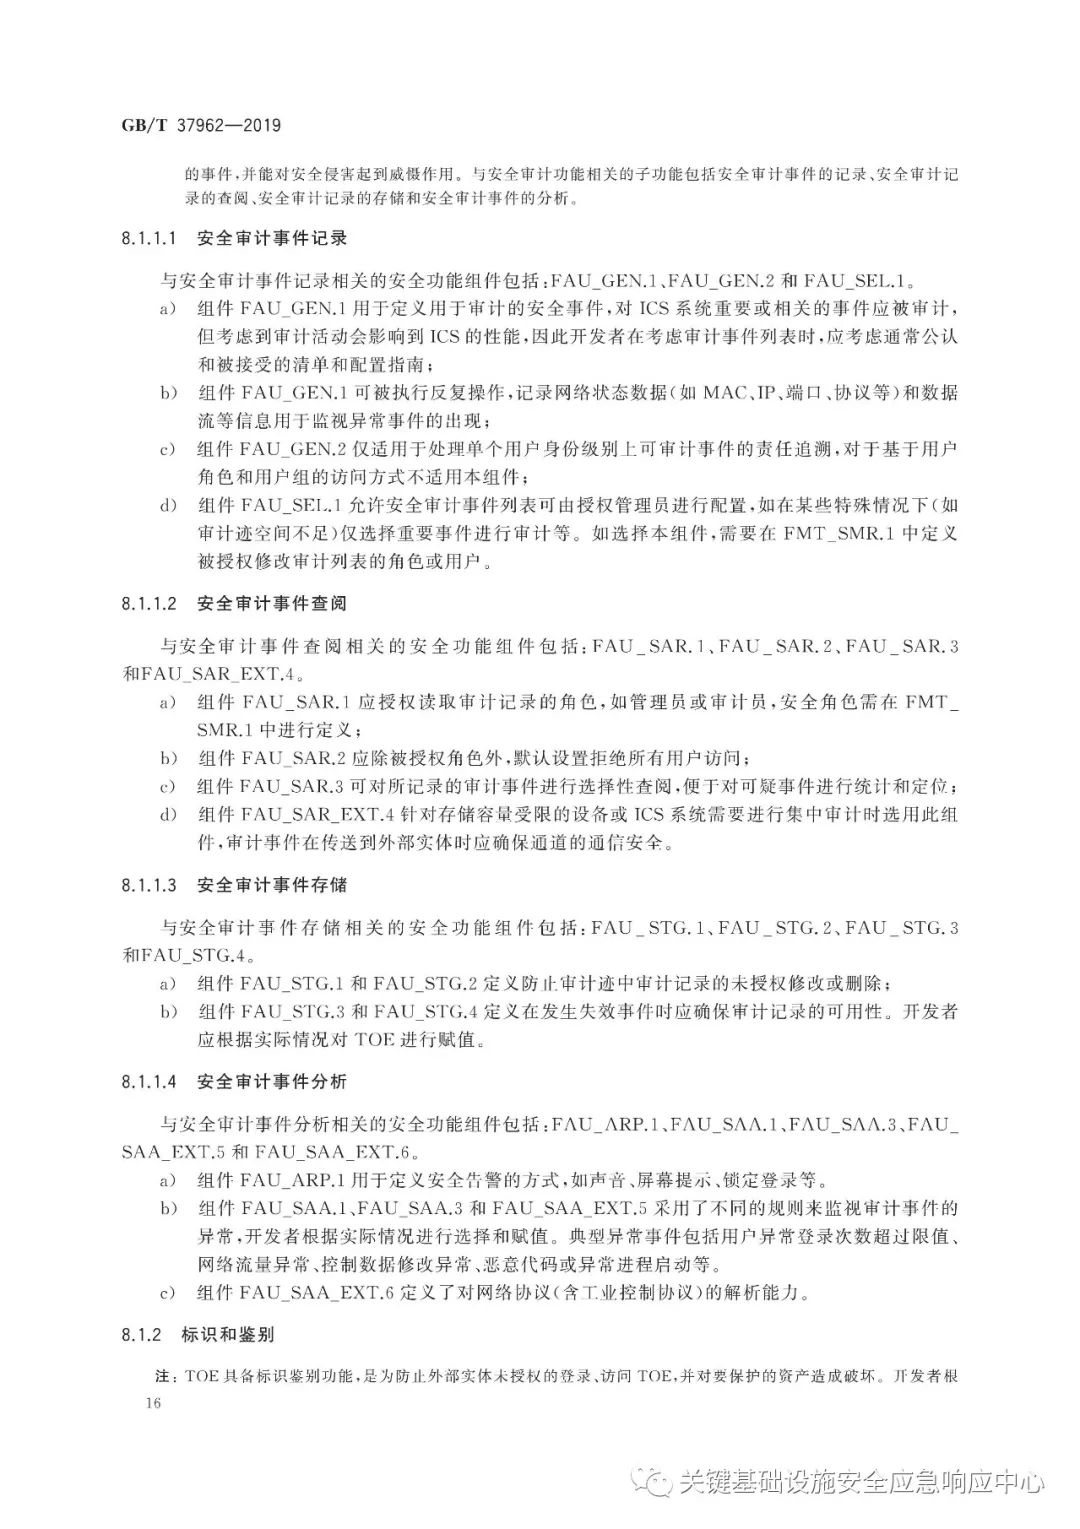 GB/T 37962—2019
的事件,并能对安全侵害起到威慑作用。与安全审计功能相关的子功能包括安全审计事件的记录、安全审计记
录的查阅、安全审计记录的存储和安全审计事件的分析。
8.1.1.1 安全审计事件记录
与安全审计事件记录相关的安全功能组件包括:FAU_GEN.1、FAU_GEN.2 和 FAU_SEL.1。
a) 组件 FAU_GEN.1 用于定义用于审计的安全事件,对 ICS 系统重要或相关的事件应被审计,
但考虑到审计活动会影响到 ICS 的性能,因此开发者在考虑审计事件列表时,应考虑通常公认
和被接受的清单和配置指南;
b) 组件 FAU_GEN.1 可被执行反复操作,记录网络状态数据(如 MAC、IP、端口、协议等)和数据
流等信息用于监视异常事件的出现;
c) 组件 FAU_GEN.2 仅适用于处理单个用户身份级别上可审计事件的责任追溯,对于基于用户
角色和用户组的访问方式不适用本组件;
d) 组件 FAU_SEL.1 允许安全审计事件列表可由授权管理员进行配置,如在某些特殊情况下(如
审计迹空间不足)仅选择重要事件进行审计等。如选择本组件,需要在 FMT_SMR.1 中定义
被授权修改审计列表的角色或用户。
8.1.1.2 安全审计事件查阅
与安全审计事件查阅相关的安全功能组件包括:FAU_SAR.1、FAU_SAR.2、FAU_SAR.3
和FAU_SAR_EXT.4。
a) 组件 FAU_SAR.1 应授权读取审计记录的角色,如管理员或审计员,安全角色需在 FMT_
SMR.1 中进行定义;
b) 组件 FAU_SAR.2 应除被授权角色外,默认设置拒绝所有用户访问;
c) 组件 FAU_SAR.3 可对所记录的审计事件进行选择性查阅,便于对可疑事件进行统计和定位;
d) 组件 FAU_SAR_EXT.4 针对存储容量受限的设备或 ICS 系统需要进行集中审计时选用此组
件,审计事件在传送到外部实体时应确保通道的通信安全。
8.1.1.3 安全审计事件存储
与安全审计事件存储相关的安全功能组件包括:FAU_STG.1、FAU_STG.2、FAU_STG.3
和FAU_STG.4。
a) 组件 FAU_STG.1 和 FAU_STG.2 定义防止审计迹中审计记录的未授权修改或删除;
b) 组件 FAU_STG.3 和 FAU_STG.4 定义在发生失效事件时应确保审计记录的可用性。开发者
应根据实际情况对 TOE 进行赋值。
8.1.1.4 安全审计事件分析
与安全审计事件分析相关的安全功能组件包括:FAU_ARP.1、FAU_SAA.1、FAU_SAA.3、FAU_
SAA_EXT.5 和 FAU_SAA_EXT.6。
a) 组件 FAU_ARP.1 用于定义安全告警的方式,如声音、屏幕提示、锁定登录等。
b) 组件 FAU_SAA.1、FAU_SAA.3 和 FAU_SAA_EXT.5 采用了不同的规则来监视审计事件的
异常,开发者根据实际情况进行选择和赋值。典型异常事件包括用户异常登录次数超过限值、
网络流量异常、控制数据修改异常、恶意代码或异常进程启动等。
c) 组件 FAU_SAA_EXT.6 定义了对网络协议(含工业控制协议)的解析能力。
8.1.2 标识和鉴别
注: TOE 具备标识鉴别功能,是为防止外部实体未授权的登录、访问 TOE,并对要保护的资产造成破坏。开发者根
16
关键基础设施安全应急响应中心